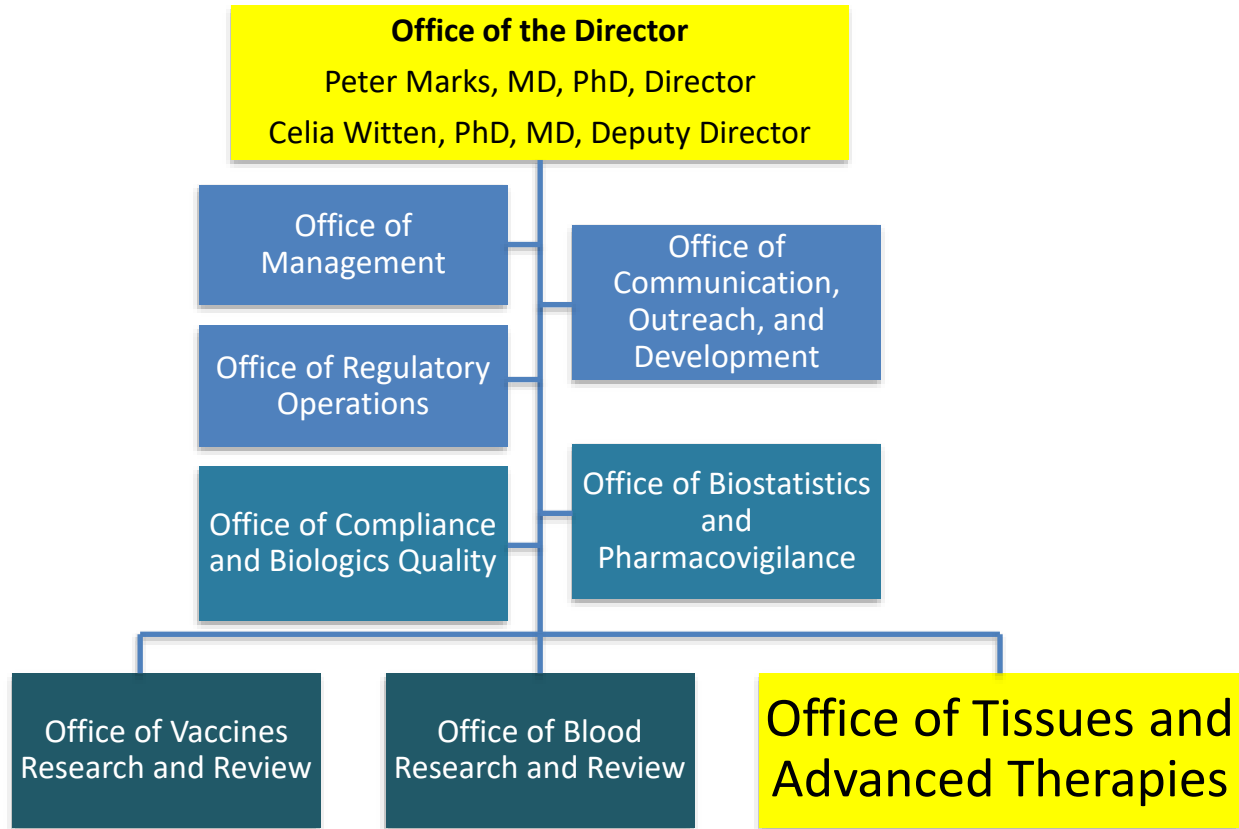 Office of the Director
Peter Marks, MD, PhD, Director
Celia Witten, PhD, MD, Deputy Director
Office of
Management
Office of
Communication,
Outreach, and
Development
Office of Regulatory
Operations
Office of Compliance
and Biologics Quality
Office of Biostatistics
and
Pharmacovigilance
Office of Vaccines
Research and Review
Office of Blood
Research and Review
Office of Tissues and
Advanced Therapies